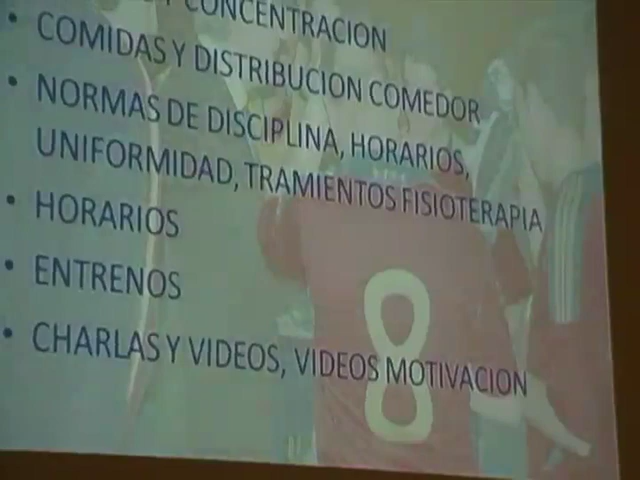 CONCENTRACION
• COMIDAS Y DISTRIBUCION COMEDOR
• NORMAS DE DISCIPLINA, HORARIOS,
UNIFORMIDAD, TRAMIENTOS FISIOTERAPIA
• HORARIOS
• ENTRENOS
• CHARLAS Y VIDEOS, VIDEOS MOTIVACION
8